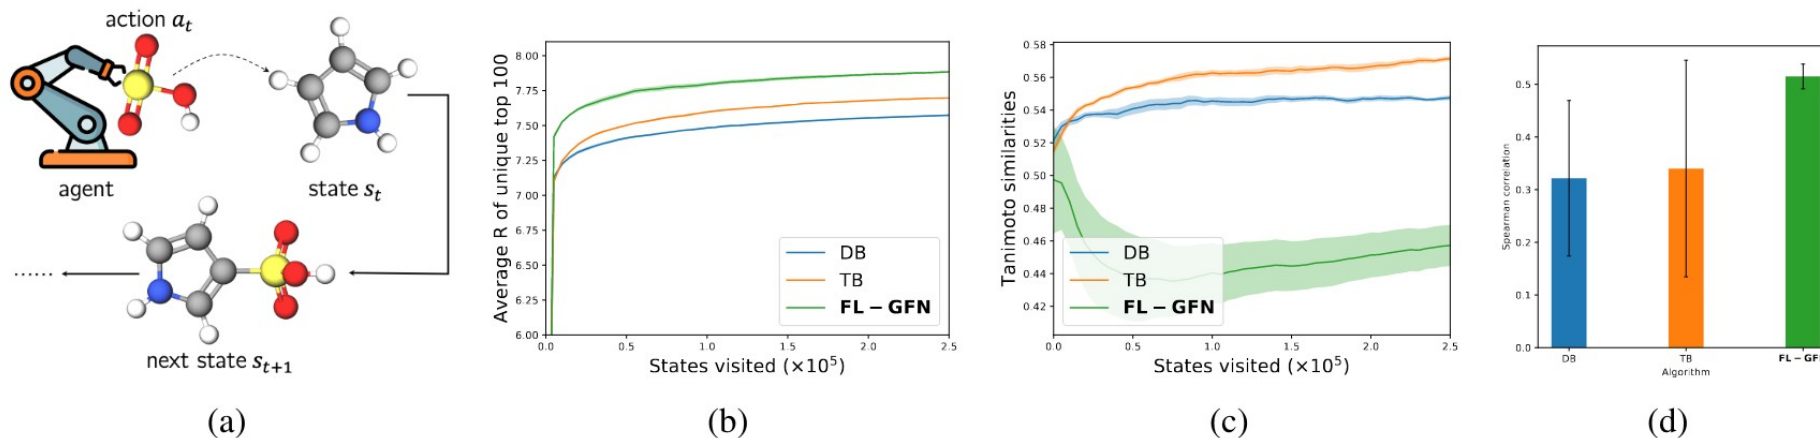 action a_t
agent
state s_t
next state s_{t+1}
(a)
Average R of unique top 100
8.00
7.75
7.50
7.25
7.00
6.75
6.50
6.25
6.00
DB
TB
FL − GFN
0.0 0.5 1.0 1.5 2.0 2.5
States visited (×10⁵)
(b)
Tanimoto similarities
0.58
0.56
0.54
0.52
0.50
0.48
0.46
0.44
0.42
DB
TB
FL − GFN
0.0 0.5 1.0 1.5 2.0 2.5
States visited (×10⁵)
(c)
Spearman correlation
0.5
0.4
0.3
0.2
0.1
0.0
DB TB
Algorithm
(d)